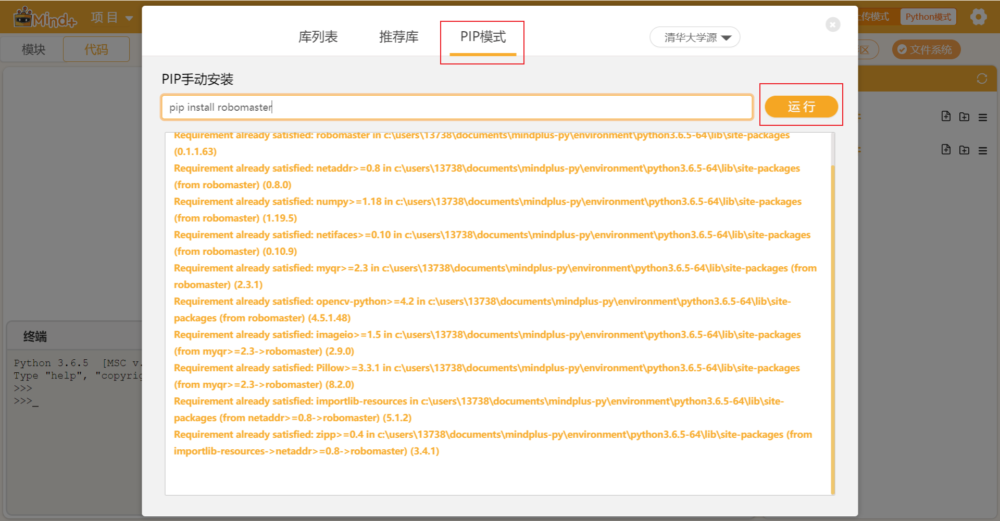 Mind+
项目
上传模式
Python模式
模块
代码
区
文件系统
库列表
推荐库
PIP模式
清华大学源
PIP手动安装
pip install robomaster
运行
Requirement already satisfied: robomaster in c:\users\13738\documents\mindplus-py\environment\python3.6.5-64\lib\site-packages
(0.1.1.63)
Requirement already satisfied: netaddr>=0.8 in c:\users\13738\documents\mindplus-py\environment\python3.6.5-64\lib\site-packages
(from robomaster) (0.8.0)
Requirement already satisfied: numpy>=1.18 in c:\users\13738\documents\mindplus-py\environment\python3.6.5-64\lib\site-packages
(from robomaster) (1.19.5)
Requirement already satisfied: netifaces>=0.10 in c:\users\13738\documents\mindplus-py\environment\python3.6.5-64\lib\site-packages
(from robomaster) (0.10.9)
Requirement already satisfied: myqr>=2.3 in c:\users\13738\documents\mindplus-py\environment\python3.6.5-64\lib\site-packages (from
robomaster) (2.3.1)
Requirement already satisfied: opencv-python>=4.2 in c:\users\13738\documents\mindplus-py\environment\python3.6.5-64\lib\site-
packages (from robomaster) (4.5.1.48)
Requirement already satisfied: imageio>=1.5 in c:\users\13738\documents\mindplus-py\environment\python3.6.5-64\lib\site-packages
(from myqr>=2.3->robomaster) (2.9.0)
Requirement already satisfied: Pillow>=3.3.1 in c:\users\13738\documents\mindplus-py\environment\python3.6.5-64\lib\site-packages
(from myqr>=2.3->robomaster) (8.2.0)
Requirement already satisfied: importlib-resources in c:\users\13738\documents\mindplus-py\environment\python3.6.5-64\lib\site-
packages (from netaddr>=0.8->robomaster) (5.1.2)
Requirement already satisfied: zipp>=0.4 in c:\users\13738\documents\mindplus-py\environment\python3.6.5-64\lib\site-packages (from
importlib-resources->netaddr>=0.8->robomaster) (3.4.1)
终端
Python 3.6.5 [MSC v.
Type "help", "copyrig
>>>
>>>_